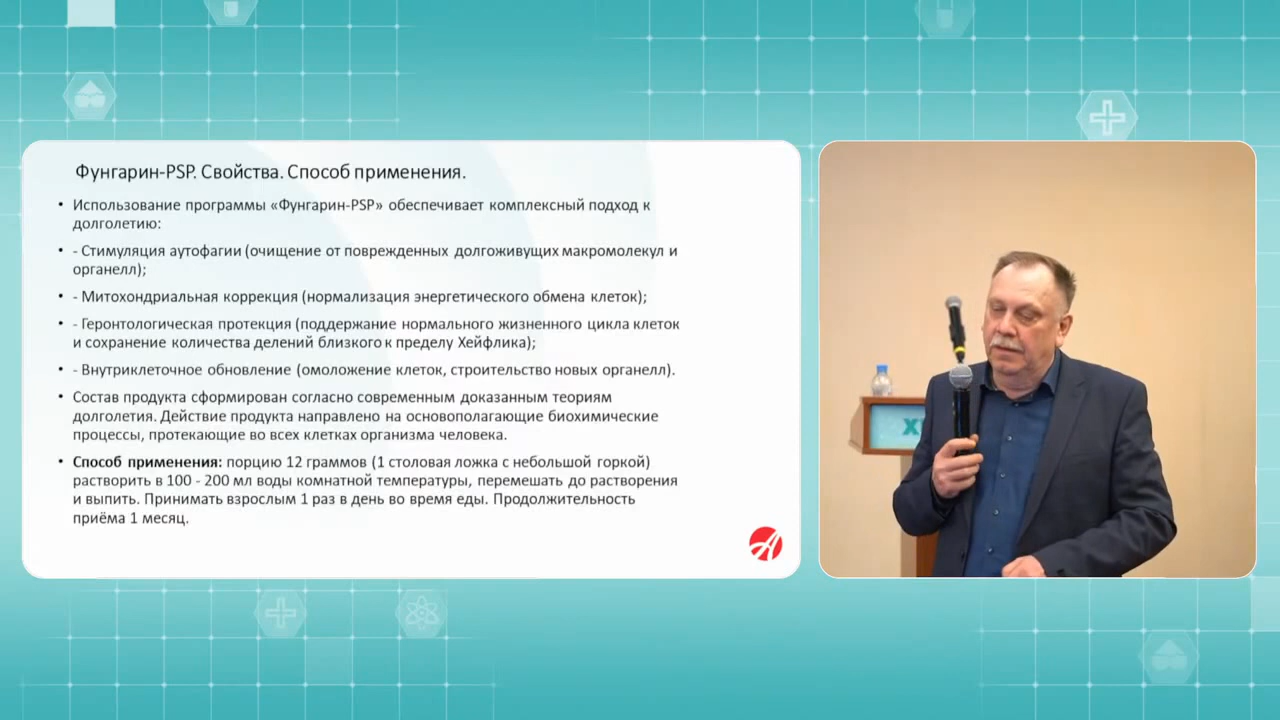 Фунгарин-PSP. Свойства. Способ применения.
• Использование программы «Фунгарин-PSP» обеспечивает комплексный подход к
долголетию:
• - Стимуляция аутофагии (очищение от поврежденных долгоживущих макромолекул и
органелл);
• - Митохондриальная коррекция (нормализация энергетического обмена клеток);
• - Геронтологическая протекция (поддержание нормального жизненного цикла клеток
и сохранение количества делений близкого к пределу Хейфлика);
• - Внутриклеточное обновление (омоложение клеток, строительство новых органелл).
• Состав продукта сформирован согласно современным доказанным теориям
долголетия. Действие продукта направлено на основополагающие биохимические
процессы, протекающие во всех клетках организма человека.
• Способ применения: порцию 12 граммов (1 столовая ложка с небольшой горкой)
растворить в 100 - 200 мл воды комнатной температуры, перемешать до растворения
и выпить. Принимать взрослым 1 раз в день во время еды. Продолжительность
приёма 1 месяц.